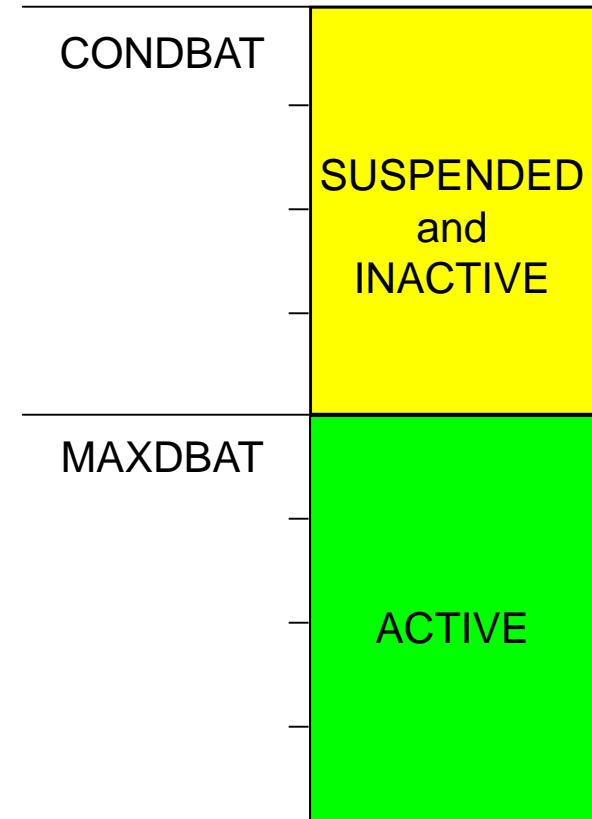 CONDBAT
SUSPENDED
and
INACTIVE
MAXDBAT
ACTIVE